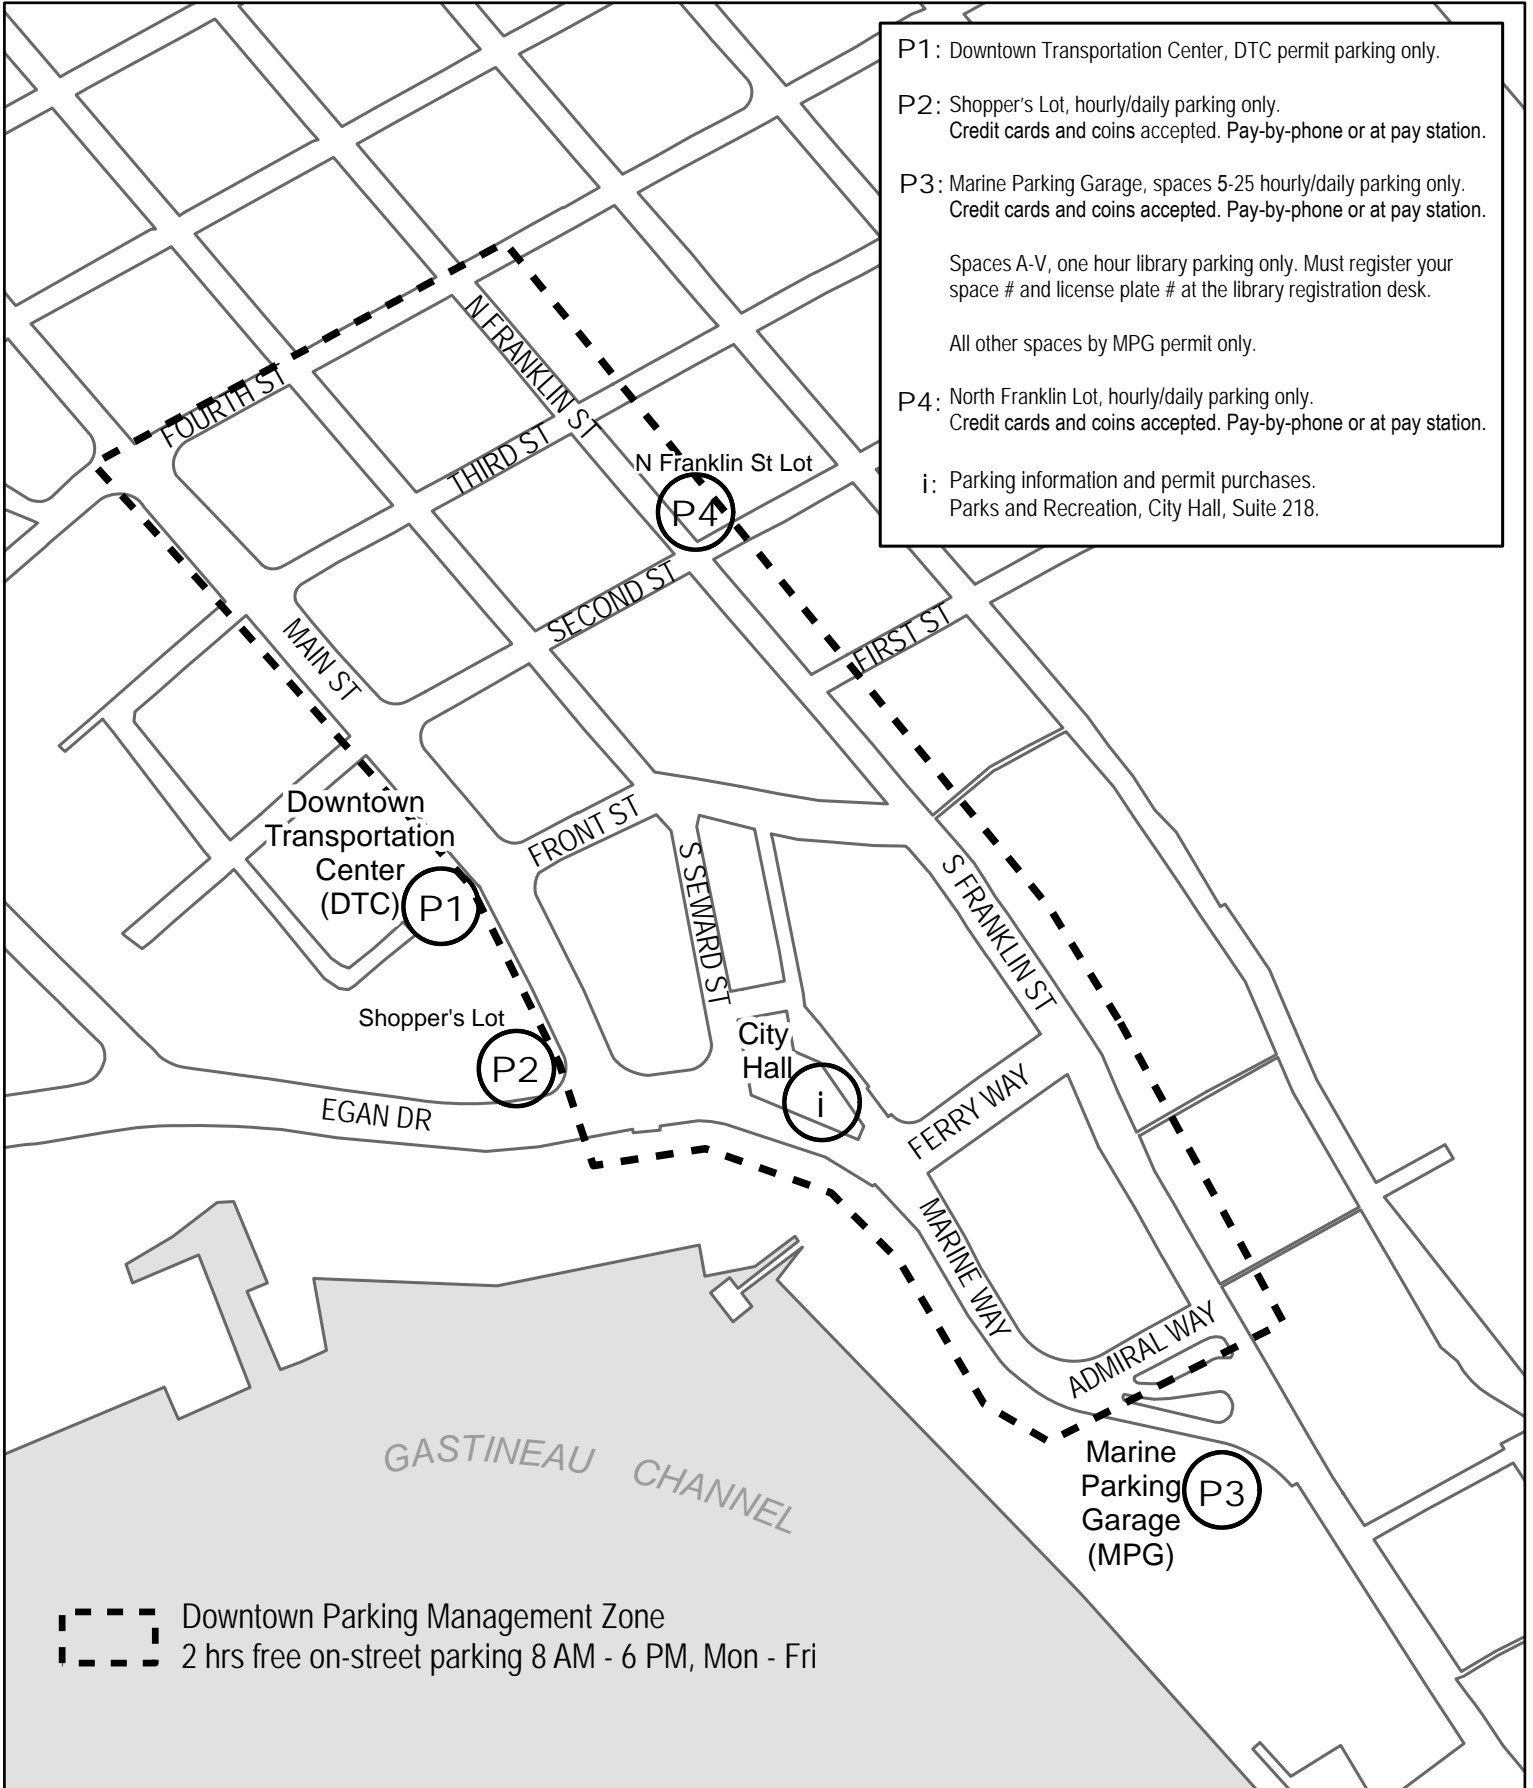 P1: Downtown Transportation Center, DTC permit parking only.
P2: Shopper's Lot, hourly/daily parking only.
Credit cards and coins accepted. Pay-by-phone or at pay station.
P3: Marine Parking Garage, spaces 5-25 hourly/daily parking only.
Credit cards and coins accepted. Pay-by-phone or at pay station.
Spaces A-V, one hour library parking only. Must register your
space # and license plate # at the library registration desk.
All other spaces by MPG permit only.
P4: North Franklin Lot, hourly/daily parking only.
Credit cards and coins accepted. Pay-by-phone or at pay station.
i: Parking information and permit purchases.
Parks and Recreation, City Hall, Suite 218.
N FRANKLIN ST
FOURTH ST
THIRD ST
N Franklin St Lot
P4
SECOND ST
FIRST ST
MAIN ST
Downtown
Transportation
Center
(DTC)
P1
FRONT ST
S SEWARD ST
S FRANKLIN ST
Shopper's Lot
P2
City
Hall
i
EGAN DR
FERRY WAY
MARINE WAY
ADMIRAL WAY
Marine
Parking
Garage
(MPG)
P3
GASTINEAU CHANNEL
Downtown Parking Management Zone
2 hrs free on-street parking 8 AM - 6 PM, Mon - Fri